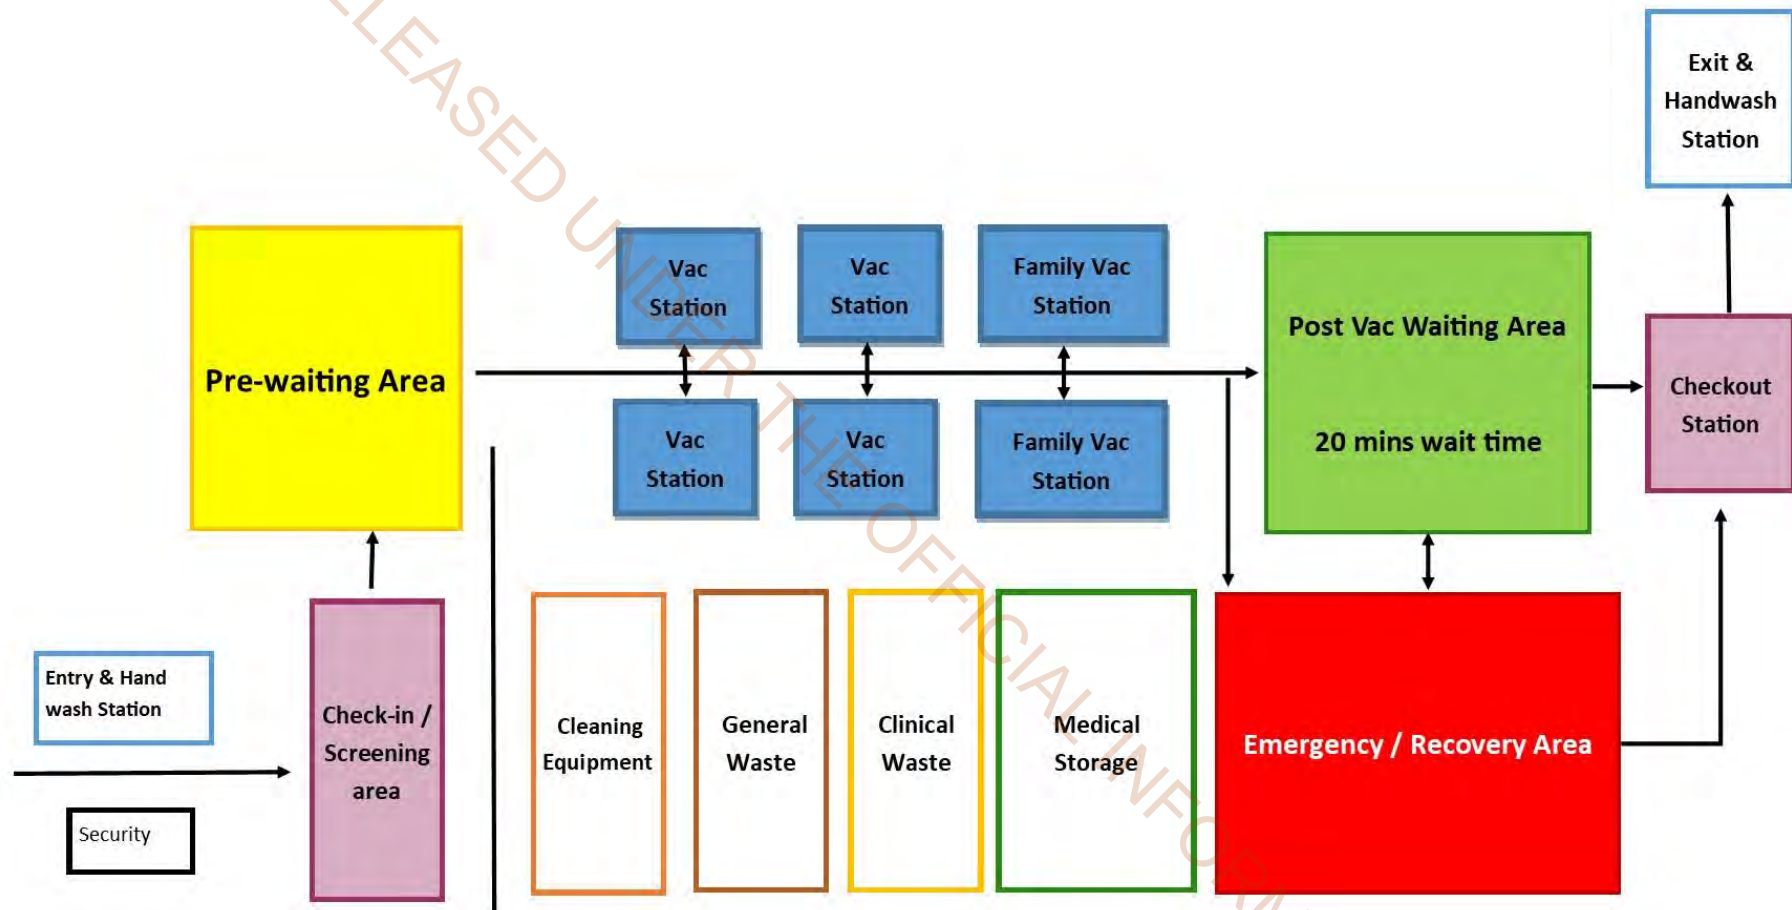 Exit &
Handwash
Station
Vac
Station
Vac
Station
Family Vac
Station
Post Vac Waiting Area
20 mins wait time
Pre-waiting Area
Checkout
Station
Vac
Station
Vac
Station
Family Vac
Station
Entry & Hand
wash Station
Check-in /
Screening
area
Security
Cleaning
Equipment
General
Waste
Clinical
Waste
Medical
Storage
Emergency / Recovery Area
UNDER THE OFFICIAL